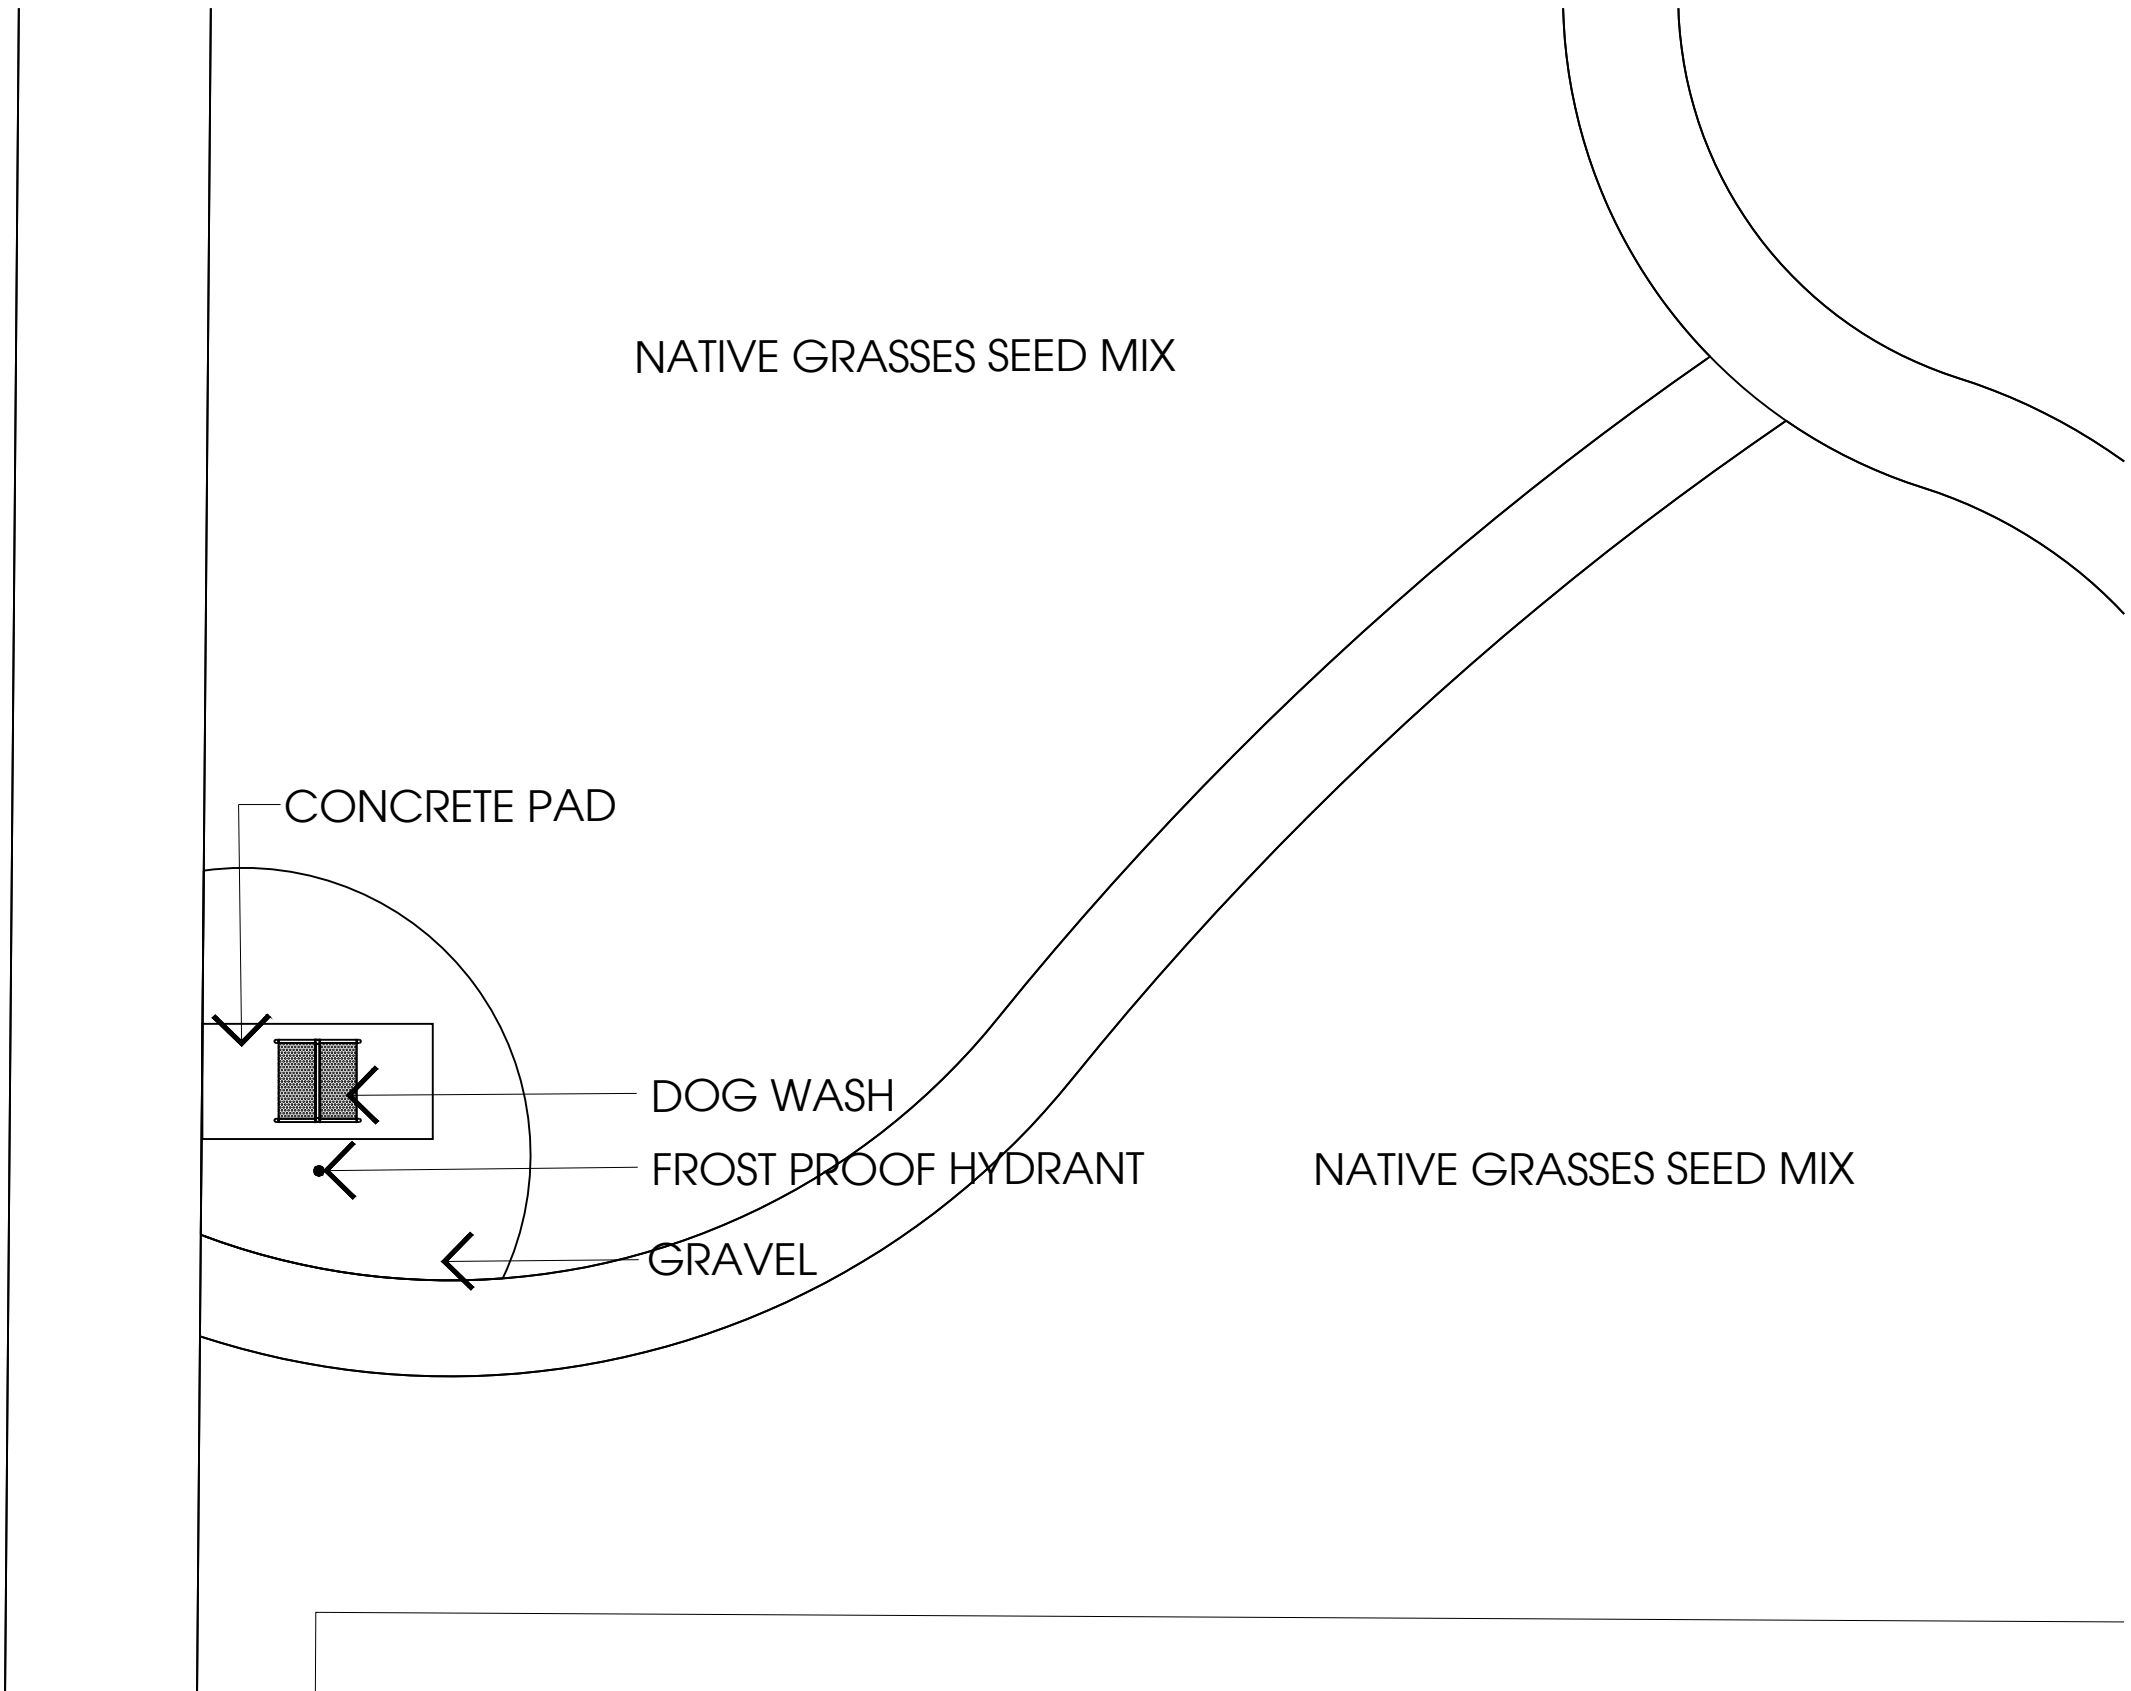 NATIVE GRASSES SEED MIX
CONCRETE PAD
DOG WASH
FROST PROOF HYDRANT
NATIVE GRASSES SEED MIX
GRAVEL